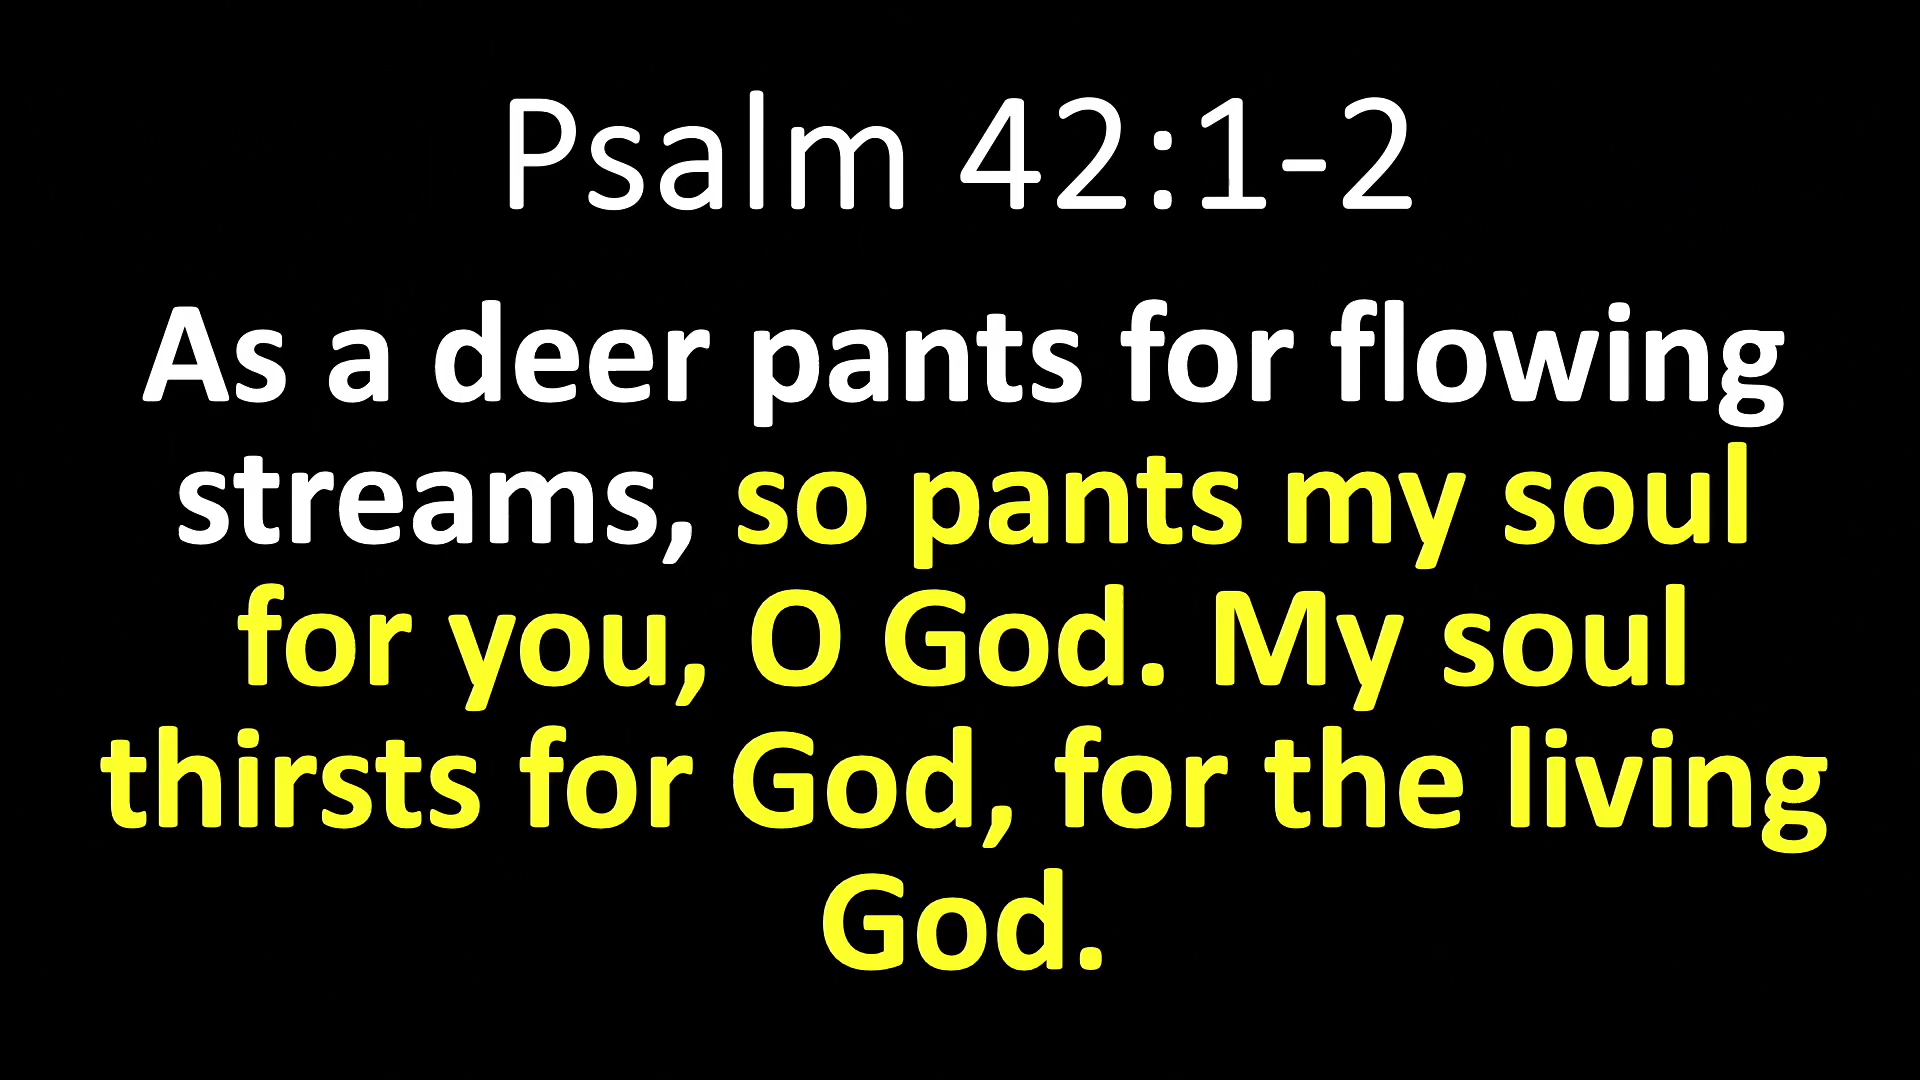 Psalm 42:1-2
As a deer pants for flowing
streams, so pants my soul
for you, O God. My soul
thirsts for God, for the living
God.